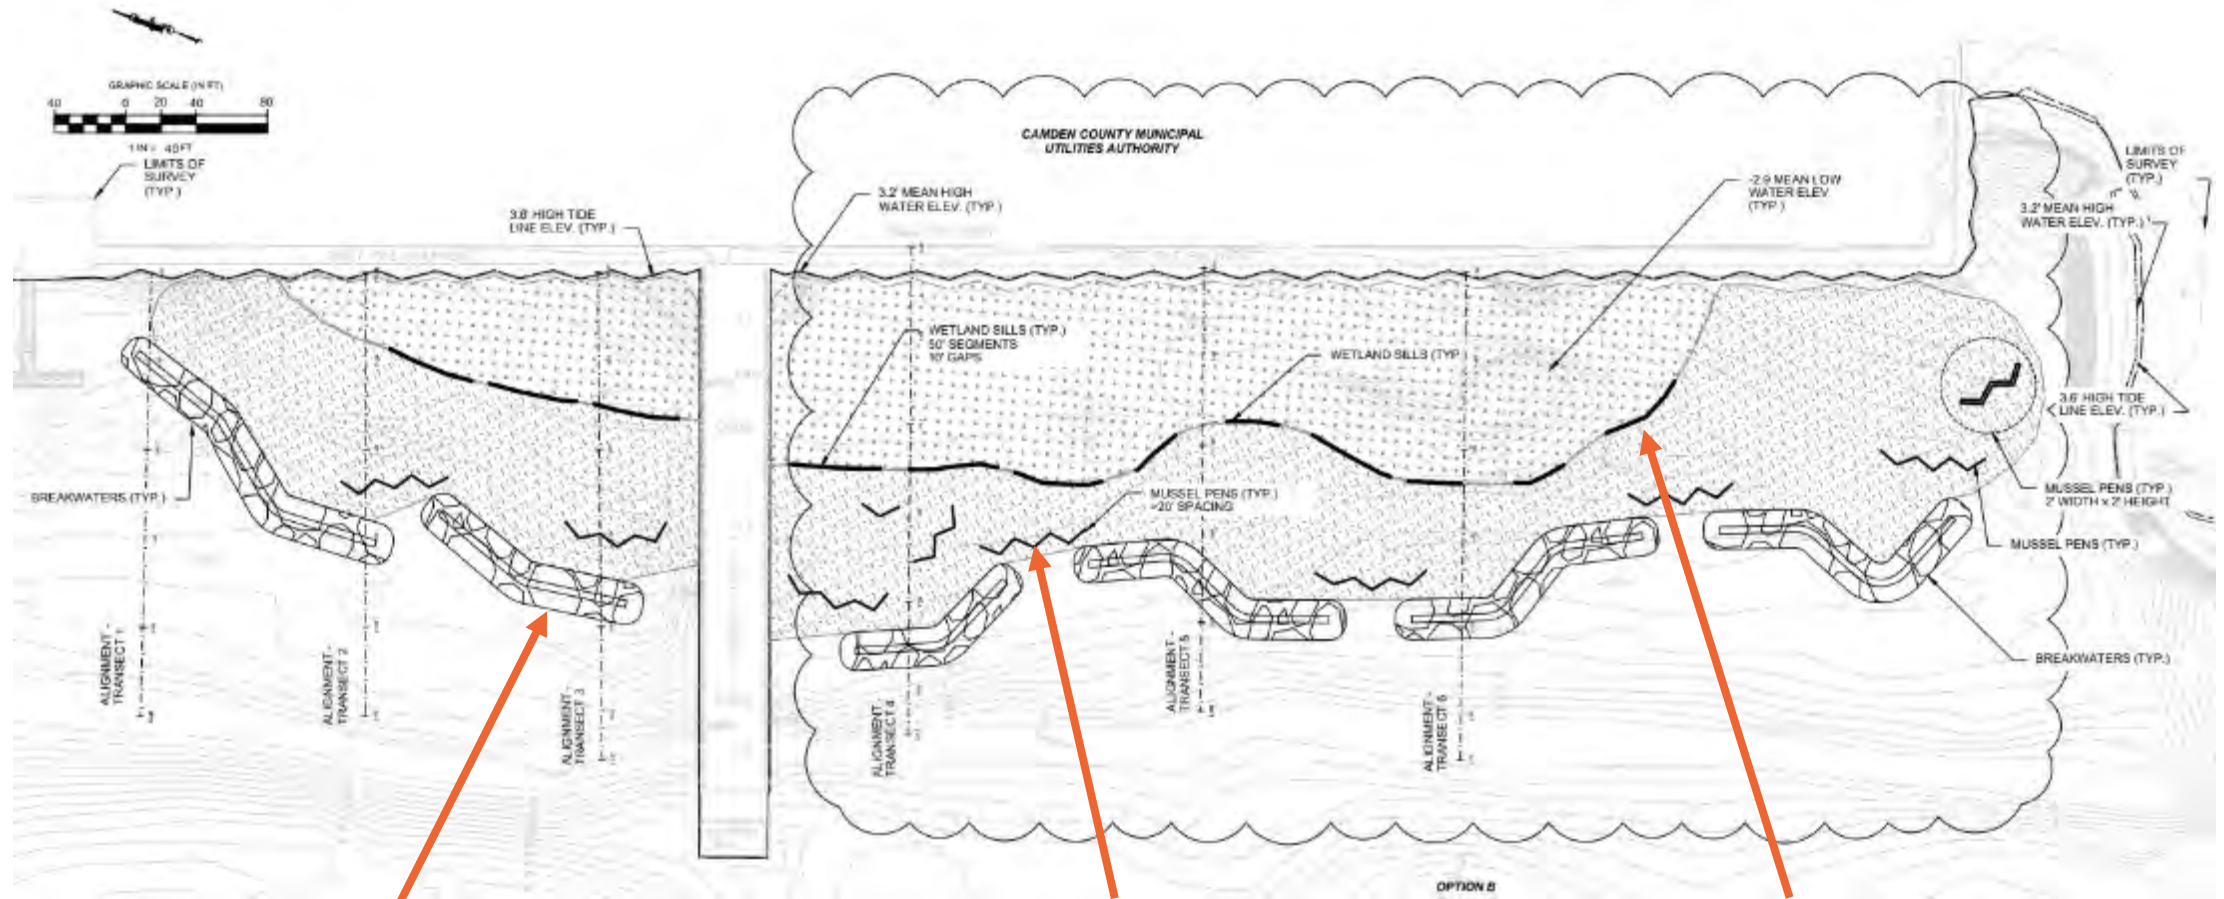 GRAPHIC SCALE (IN FT)
40 0 20 40 80
1 IN = 40 FT
LIMITS OF
SURVEY
(TYP.)
CAMDEN COUNTY MUNICIPAL
UTILITIES AUTHORITY
3.2' MEAN HIGH
WATER ELEV. (TYP.)
3.8' HIGH TIDE
LINE ELEV. (TYP.)
-2.9 MEAN LOW
WATER ELEV
(TYP.)
LIMITS OF
SURVEY
(TYP.)
3.2' MEAN HIGH
WATER ELEV. (TYP.)
WETLAND SILLS (TYP.)
50' SEGMENTS
10' GAPS
WETLAND SILLS (TYP
HIGH TIDE
LINE ELEV. (TYP.)
BREAKWATERS (TYP.)
MUSSEL PENS (TYP.)
≈20' SPACING
MUSSEL PENS (TYP.)
2' WIDTH x 2' HEIGHT
MUSSEL PENS (TYP.)
BREAKWATERS (TYP.)
ALIGNMENT -
TRANSECT 1
ALIGNMENT -
TRANSECT 2
ALIGNMENT -
TRANSECT 3
ALIGNMENT -
TRANSECT 4
ALIGNMENT -
TRANSECT 5
ALIGNMENT -
TRANSECT 6
OPTION B